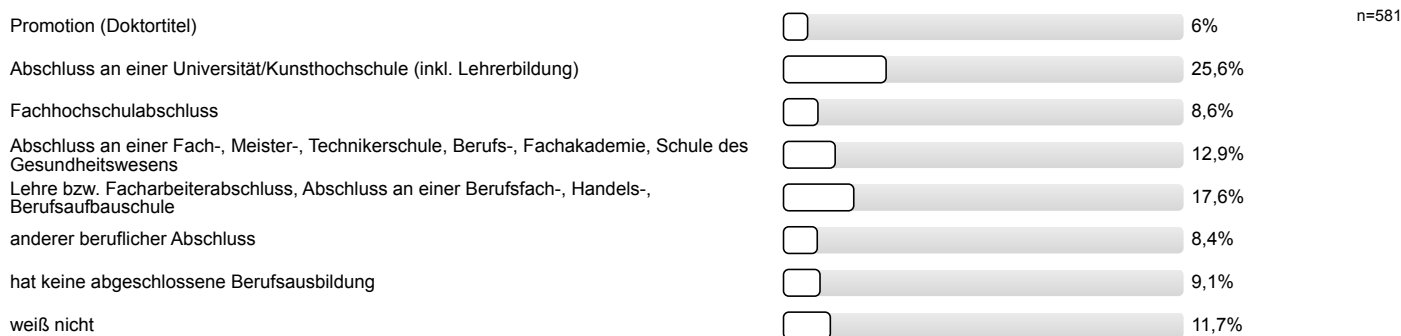 Promotion (Doktortitel) 6% n=581
Abschluss an einer Universität/Kunsthochschule (inkl. Lehrerbildung) 25,6%
Fachhochschulabschluss 8,6%
Abschluss an einer Fach-, Meister-, Technikerschule, Berufs-, Fachakademie, Schule des
Gesundheitswesens 12,9%
Lehre bzw. Facharbeiterabschluss, Abschluss an einer Berufsfach-, Handels-,
Berufsaufbauschule 17,6%
anderer beruflicher Abschluss 8,4%
hat keine abgeschlossene Berufsausbildung 9,1%
weiß nicht 11,7%